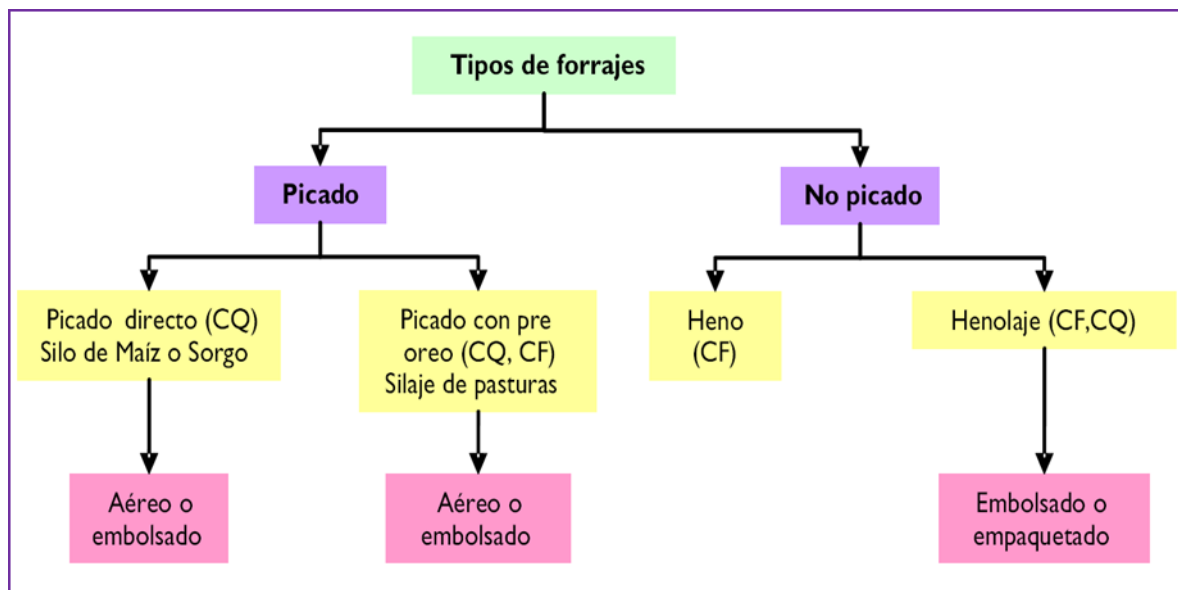 Tipos de forrajes
Picado
No picado
Picado directo (CQ)
Silo de Maíz o Sorgo
Picado con pre
oreo (CQ, CF)
Silaje de pasturas
Heno
(CF)
Henolaje (CF,CQ)
Aéreo o
embolsado
Aéreo o
embolsado
Embolsado o
empaquetado